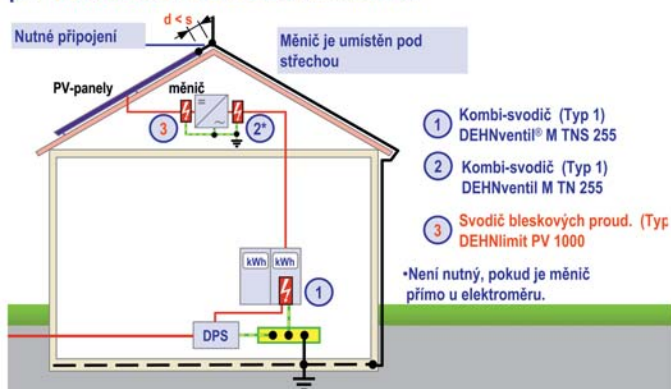 d < s
Nutné připojení
Měnič je umístěn pod
střechou
PV-panely
měnič
3
2*
1
Kombi-svodič (Typ 1)
DEHNventil® M TNS 255
2
Kombi-svodič (Typ 1)
DEHNventil M TN 255
3
Svodič bleskových proud. (Typ
DEHNlimit PV 1000
•Není nutný, pokud je měnič
přímo u elektroměru.
kWh
kWh
1
DPS